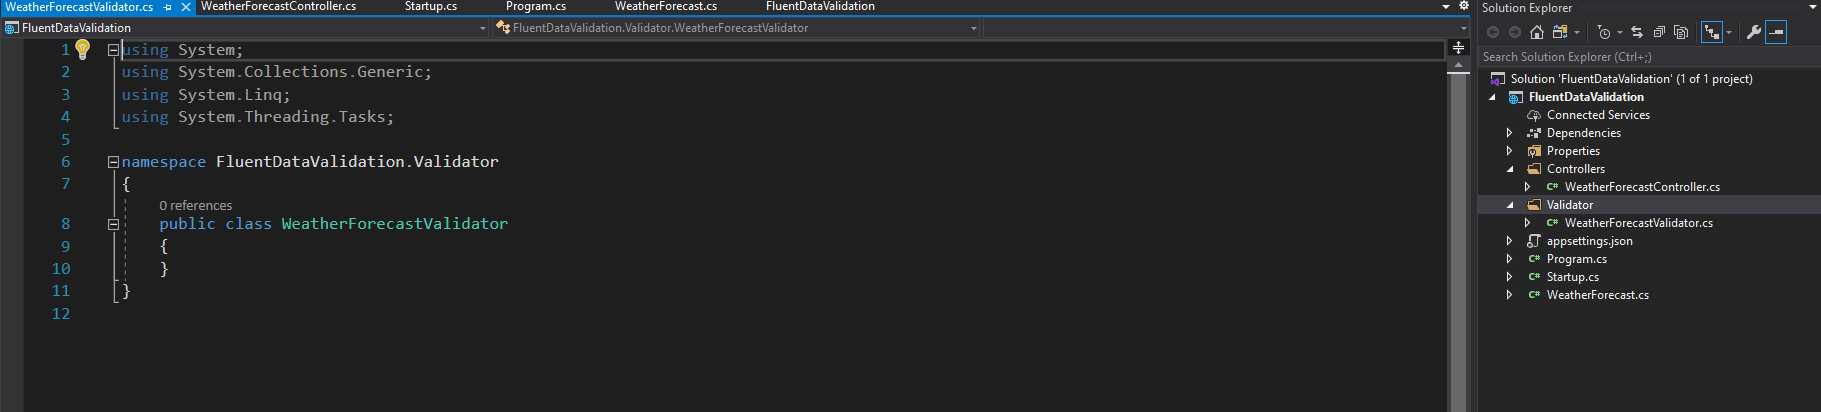 WeatherForecastValidator.cs WeatherForecastController.cs Startup.cs Program.cs WeatherForecast.cs FluentDataValidation
FluentDataValidation FluentDataValidation.Validator.WeatherForecastValidator
1 using System;
2 using System.Collections.Generic;
3 using System.Linq;
4 using System.Threading.Tasks;
5
6 namespace FluentDataValidation.Validator
7 {
0 references
8 public class WeatherForecastValidator
9 {
10 }
11 }
12
Solution Explorer
Search Solution Explorer (Ctrl+;)
Solution 'FluentDataValidation' (1 of 1 project)
FluentDataValidation
Connected Services
Dependencies
Properties
Controllers
C# WeatherForecastController.cs
Validator
C# WeatherForecastValidator.cs
appsettings.json
C# Program.cs
C# Startup.cs
C# WeatherForecast.cs